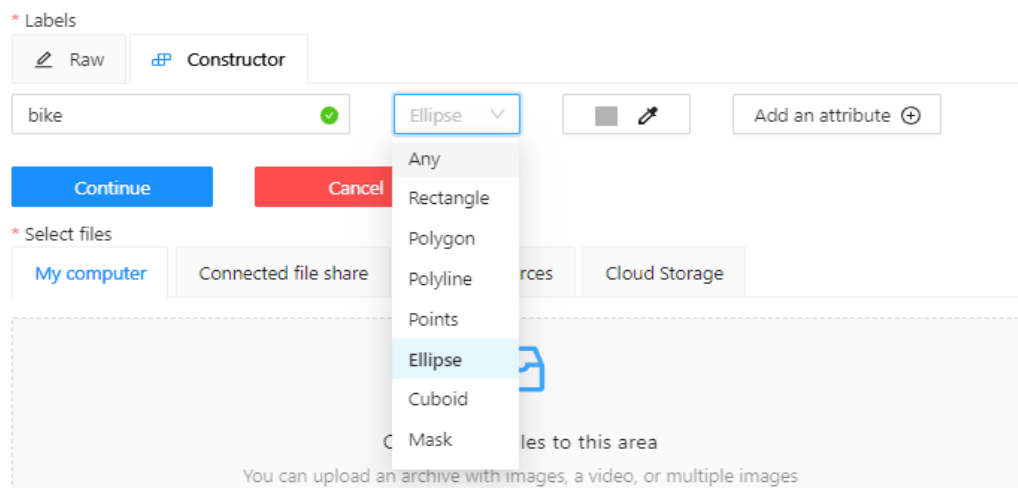 * Labels
Raw
Constructor
bike
Ellipse
Add an attribute
Any
Continue
Cancel
Rectangle
* Select files
Polygon
My computer
Connected file share
Cloud Storage
Polyline
Points
Ellipse
Cuboid
Mask
to this area
You can upload an archive with images, a video, or multiple images